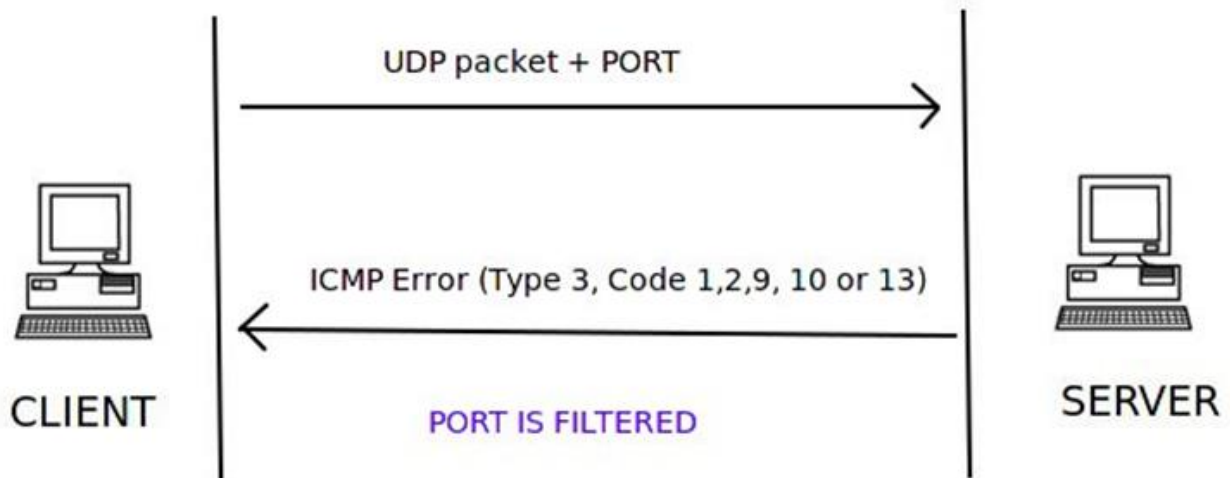 UDP packet + PORT
ICMP Error (Type 3, Code 1,2,9, 10 or 13)
CLIENT
PORT IS FILTERED
SERVER